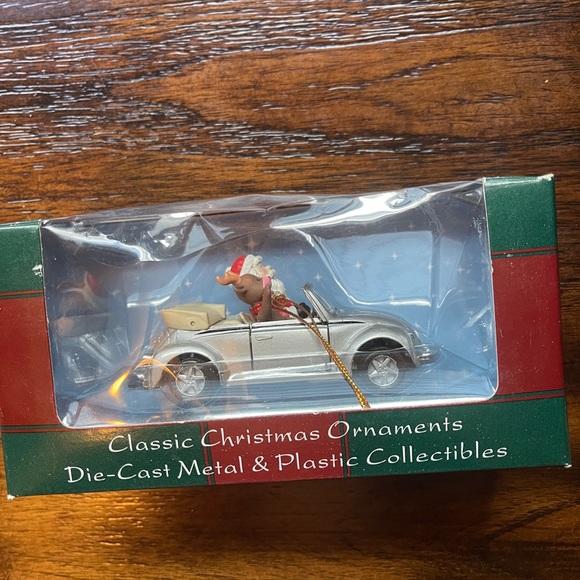 Classic Christmas Ornaments
Die-Cast Metal & Plastic Collectibles